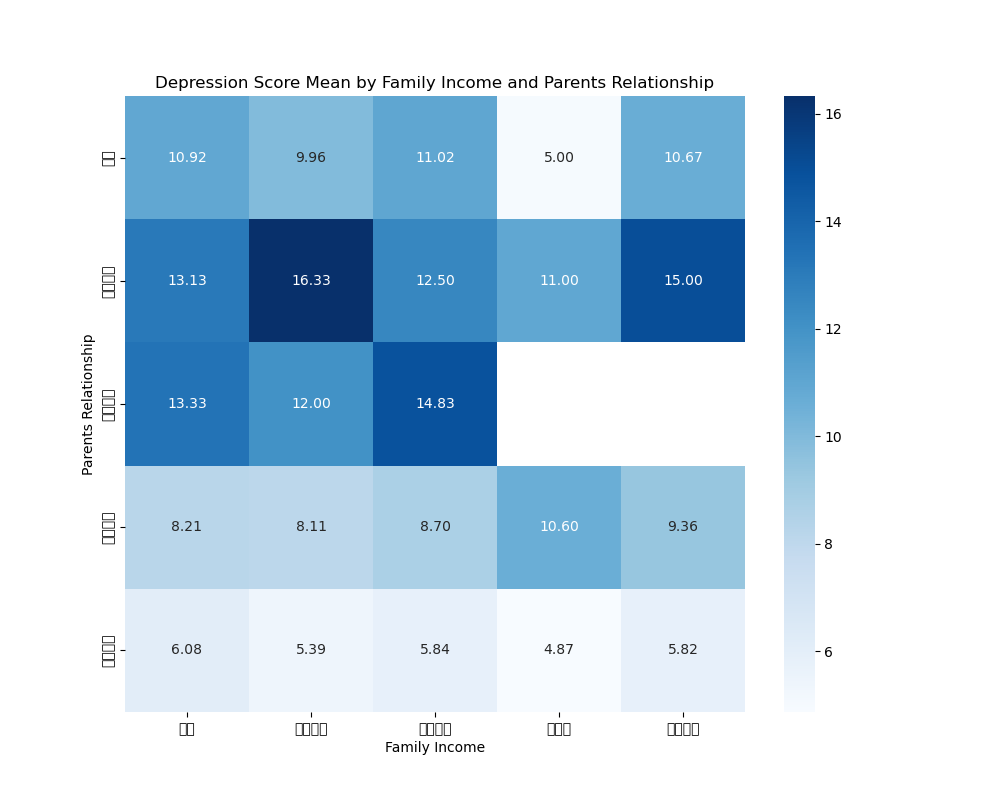 Depression Score Mean by Family Income and Parents Relationship
10.92 9.96 11.02 5.00 10.67
13.13 16.33 12.50 11.00 15.00
13.33 12.00 14.83
8.21 8.11 8.70 10.60 9.36
6.08 5.39 5.84 4.87 5.82
Parents Relationship
Family Income
16
14
12
10
8
6